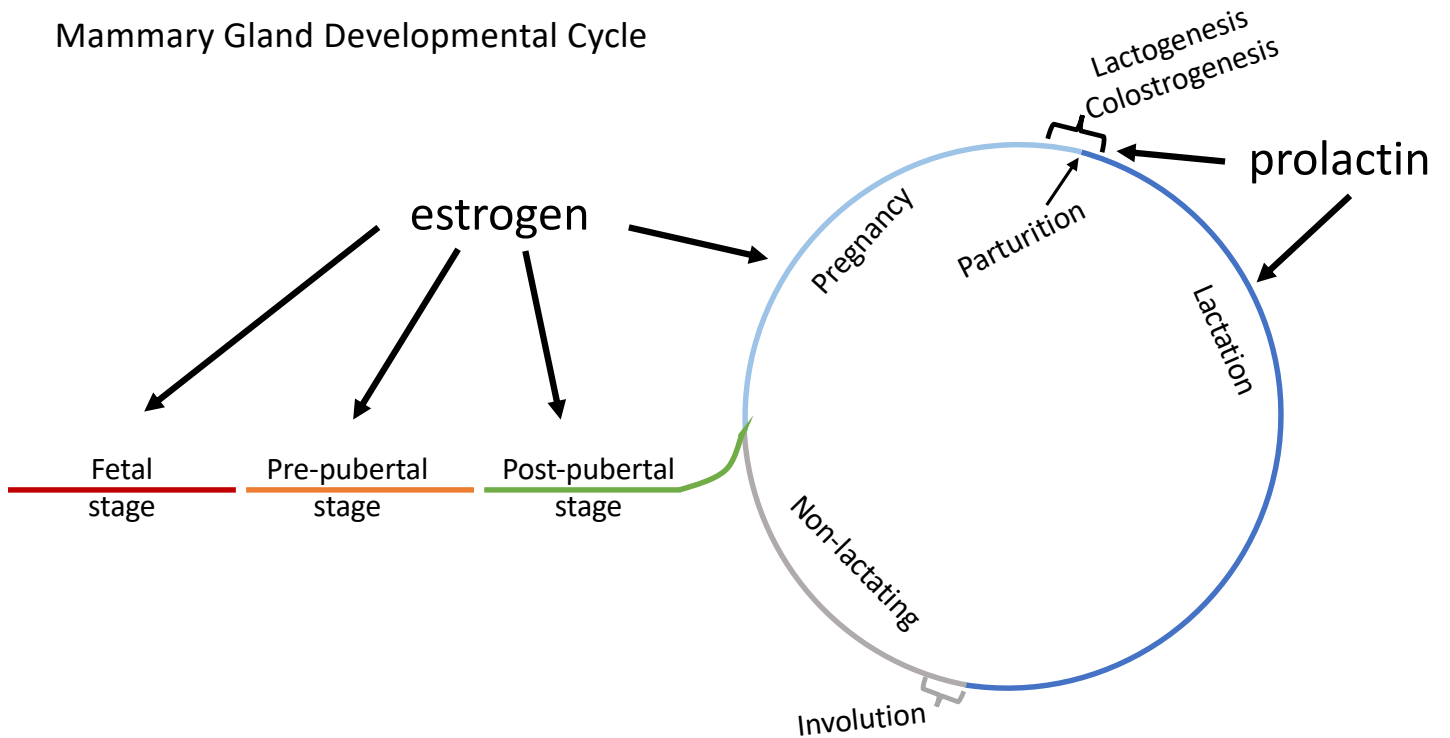 Mammary Gland Developmental Cycle
Lactogenesis
Colostrogenesis
prolactin
estrogen
Pregnancy
Parturition
Lactation
Fetal
stage
Pre-pubertal
stage
Post-pubertal
stage
Non-lactating
Involution